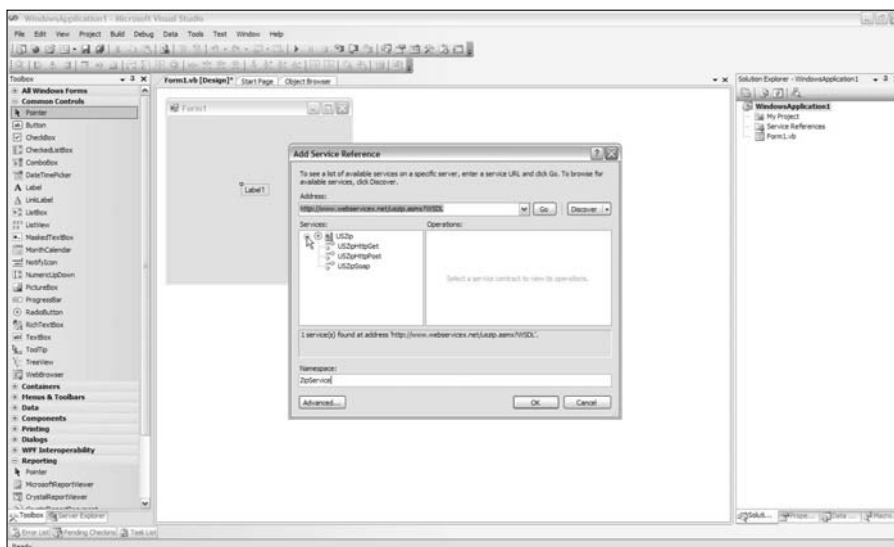 WindowsApplication1 - Microsoft Visual Studio
File Edit View Project Build Debug Data Tools Test Window Help
Toolbox
All Windows Forms
Common Controls
Pointer
Button
CheckBox
CheckedListBox
ComboBox
DateTimePicker
Label
LinkLabel
ListBox
ListView
MaskedTextBox
MonthCalendar
NotifyIcon
NumericUpDown
PictureBox
ProgressBar
RadioButton
RichTextBox
TextBox
ToolTip
TreeView
WebBrowser
Containers
Menus & Toolbars
Data
Components
Printing
Dialogs
WPF Interoperability
Reporting
Pointer
MicrosoftReportViewer
CrystalReportViewer
Toolbox Server Explorer
Error List Pending Checkins Task List
Ready
Form1.vb [Design]* Start Page Object Browser
Form1
Label1
Add Service Reference
To see a list of available services on a specific server, enter a service URL and click Go. To browse for
available services, click Discover.
Address:
http://www.webservicex.net/uszip.asmx?WSDL
Go Discover
Services: Operations:
USZip
USZipHttpGet
USZipHttpPost
USZipSoap
Select a service contract to view its operations.
1 service(s) found at address 'http://www.webservicex.net/uszip.asmx?WSDL'.
Namespace:
ZipService
Advanced... OK Cancel
Solution Explorer - WindowsApplication1
WindowsApplication1
My Project
Service References
Form1.vb
Soluti... Prope... Data ... Macro